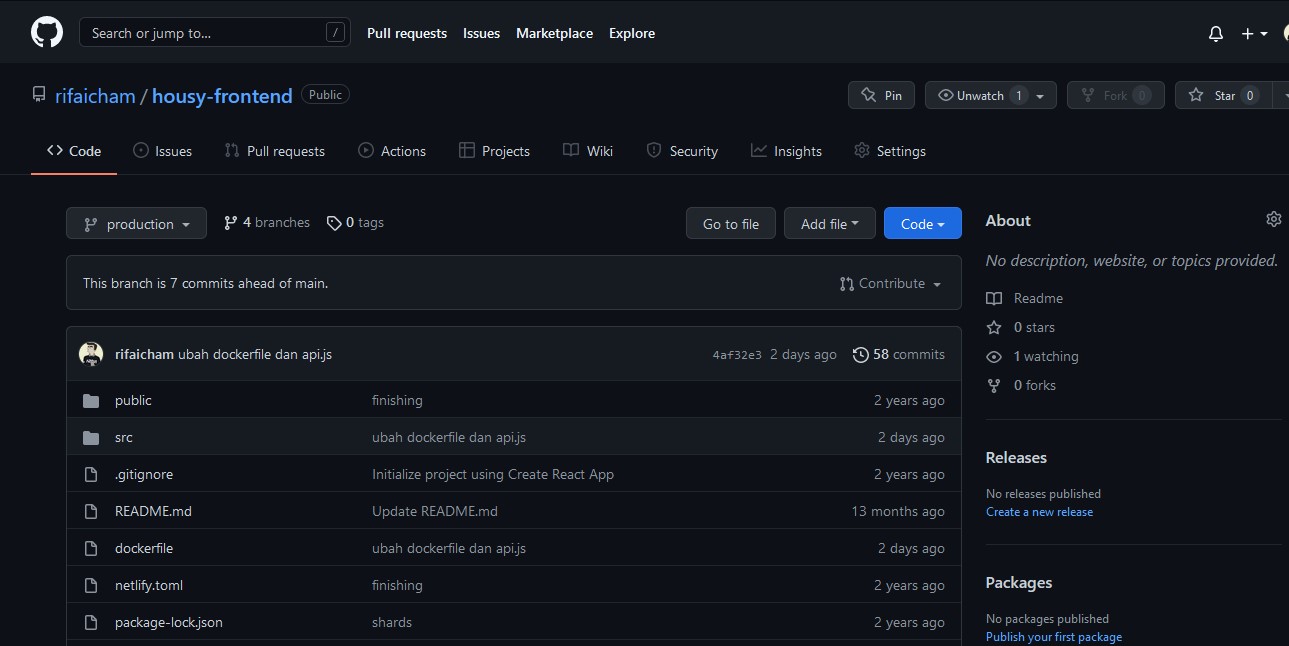 Search or jump to... / Pull requests Issues Marketplace Explore
rifaicham / housy-frontend Public Pin Unwatch 1 Fork 0 Star 0
<> Code Issues Pull requests Actions Projects Wiki Security Insights Settings
production 4 branches 0 tags Go to file Add file Code
This branch is 7 commits ahead of main. Contribute
rifaicham ubah dockerfile dan api.js 4af32e3 2 days ago 58 commits
public finishing 2 years ago
src ubah dockerfile dan api.js 2 days ago
.gitignore Initialize project using Create React App 2 years ago
README.md Update README.md 13 months ago
dockerfile ubah dockerfile dan api.js 2 days ago
netlify.toml finishing 2 years ago
package-lock.json shards 2 years ago
About
No description, website, or topics provided.
Readme
0 stars
1 watching
0 forks
Releases
No releases published
Create a new release
Packages
No packages published
Publish your first package